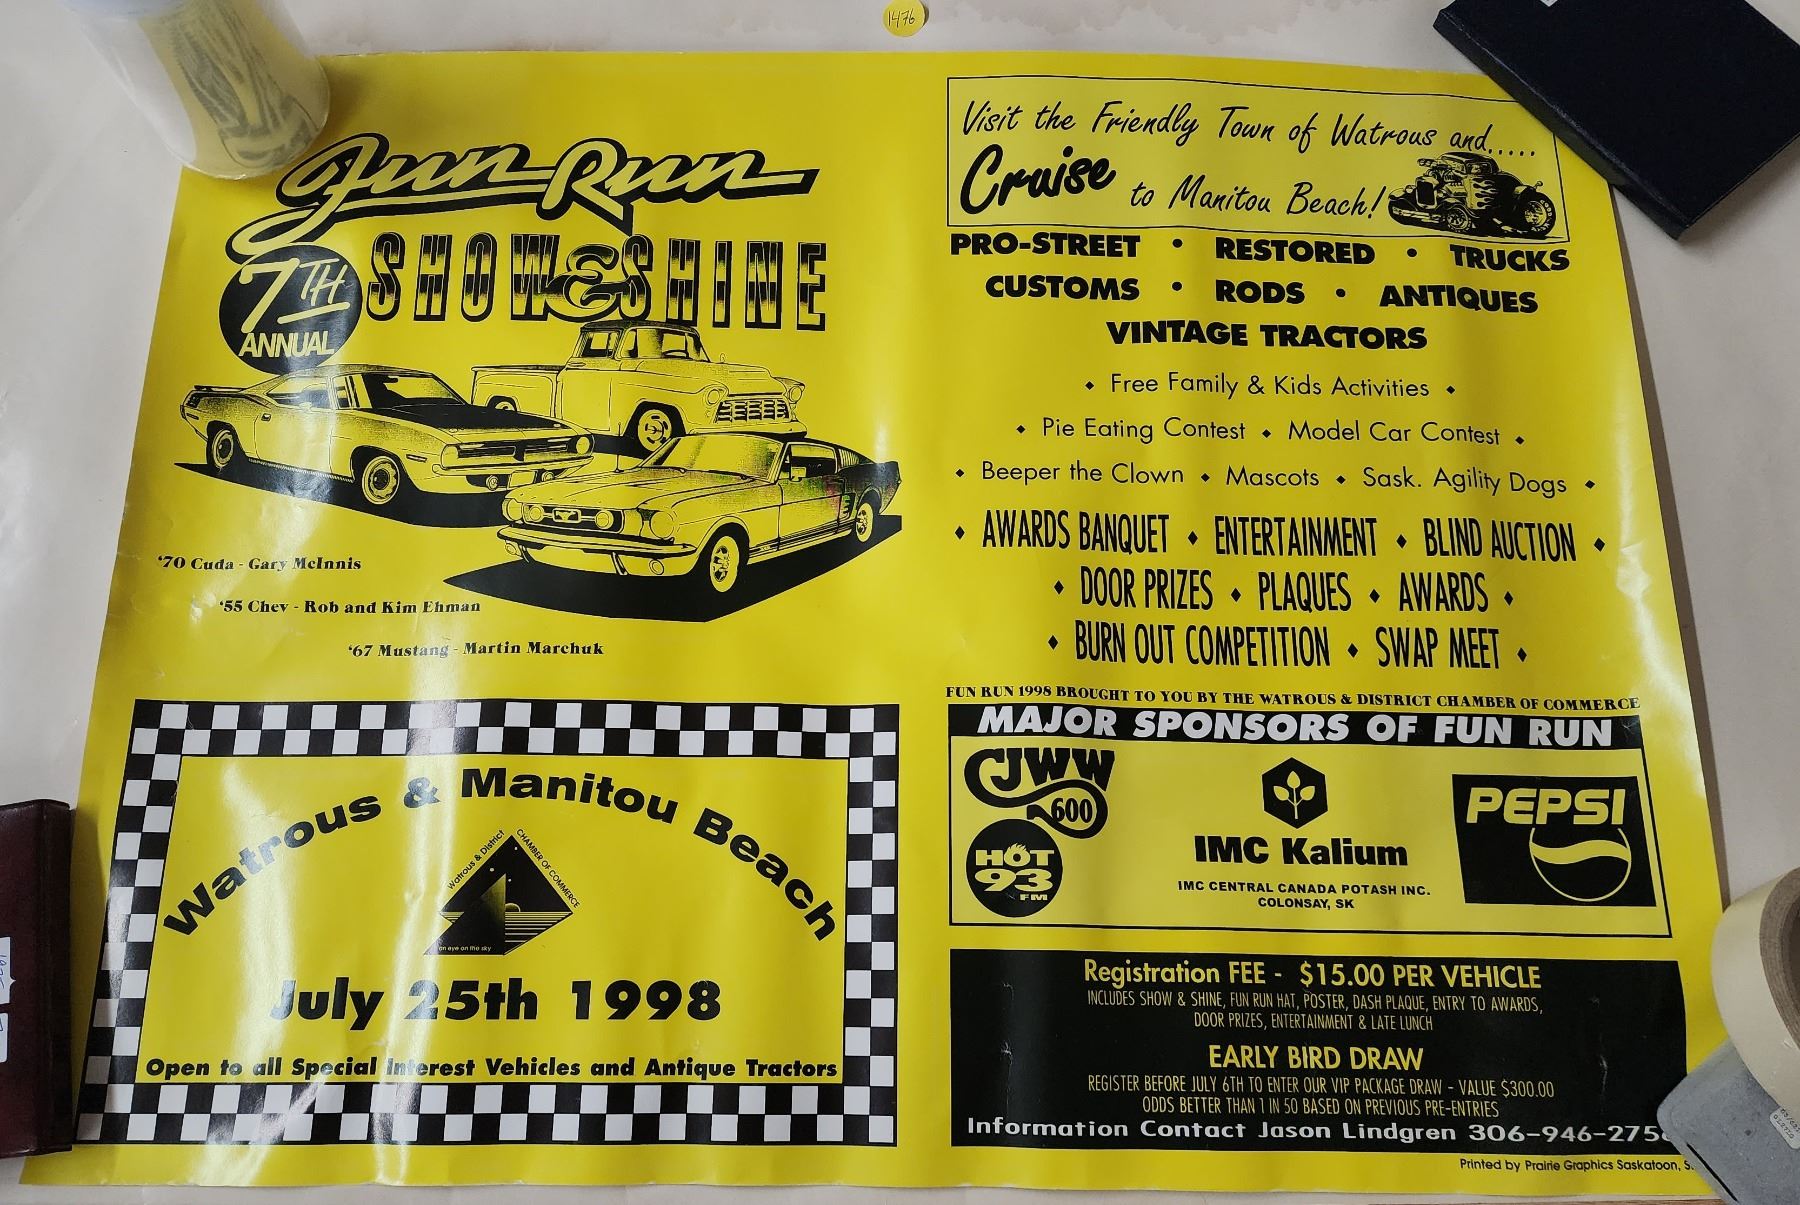 1476
Fun Run
SHOW & SHINE
7TH
ANNUAL
'70 Cuda - Gary McInnis
'55 Chev - Rob and Kim Ehman
'67 Mustang - Martin Marchuk
Watrous & Manitou Beach
Watrous & District CHAMBER OF COMMERCE
an eye on the sky
July 25th 1998
Open to all Special Interest Vehicles and Antique Tractors
Visit the Friendly Town of Watrous and.....
Cruise to Manitou Beach!
PRO-STREET • RESTORED • TRUCKS
CUSTOMS • RODS • ANTIQUES
VINTAGE TRACTORS
♦ Free Family & Kids Activities ♦
♦ Pie Eating Contest ♦ Model Car Contest ♦
♦ Beeper the Clown ♦ Mascots ♦ Sask. Agility Dogs ♦
♦ AWARDS BANQUET ♦ ENTERTAINMENT ♦ BLIND AUCTION ♦
♦ DOOR PRIZES ♦ PLAQUES ♦ AWARDS ♦
♦ BURN OUT COMPETITION ♦ SWAP MEET ♦
FUN RUN 1998 BROUGHT TO YOU BY THE WATROUS & DISTRICT CHAMBER OF COMMERCE
MAJOR SPONSORS OF FUN RUN
CJWW
600
HOT
93
FM
IMC Kalium
IMC CENTRAL CANADA POTASH INC.
COLONSAY, SK
PEPSI
Registration FEE - $15.00 PER VEHICLE
INCLUDES SHOW & SHINE, FUN RUN HAT, POSTER, DASH PLAQUE, ENTRY TO AWARDS,
DOOR PRIZES, ENTERTAINMENT & LATE LUNCH
EARLY BIRD DRAW
REGISTER BEFORE JULY 6TH TO ENTER OUR VIP PACKAGE DRAW - VALUE $300.00
ODDS BETTER THAN 1 IN 50 BASED ON PREVIOUS PRE-ENTRIES
Information Contact Jason Lindgren 306-946-275
Printed by Prairie Graphics Saskatoon, S